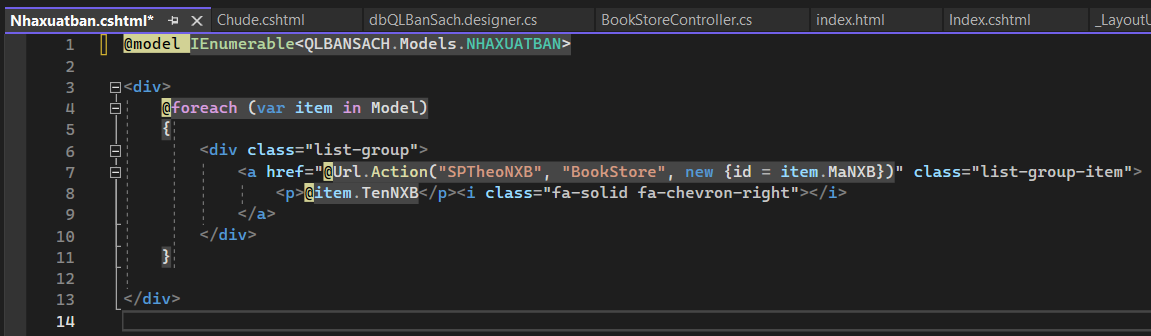 Nhaxuatban.cshtml* Chude.cshtml dbQLBanSach.designer.cs BookStoreController.cs index.html Index.cshtml _LayoutU
1 @model IEnumerable<QLBANSACH.Models.NHAXUATBAN>
2
3 <div>
4 @foreach (var item in Model)
5 {
6 <div class="list-group">
7 <a href="@Url.Action("SPTheoNXB", "BookStore", new {id = item.MaNXB})" class="list-group-item">
8 <p>@item.TenNXB</p><i class="fa-solid fa-chevron-right"></i>
9 </a>
10 </div>
11 }
12
13 </div>
14